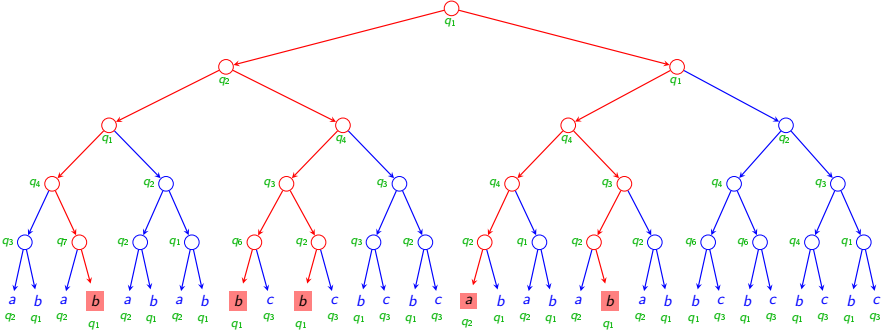 q1
q2 q1
q1 q4 q4 q2
q4 q2 q3 q3 q4 q3 q4 q3
q3 q7 q2 q1 q6 q2 q3 q2 q2 q1 q2 q2 q6 q6 q4 q1
a b a b a b a b b c b c b c b c a b a b a b a b b c b c b c b c
q2 q1 q2 q1 q2 q1 q2 q1 q1 q3 q1 q3 q1 q3 q1 q3 q2 q1 q2 q1 q2 q1 q2 q1 q1 q3 q1 q3 q1 q3 q1 q3